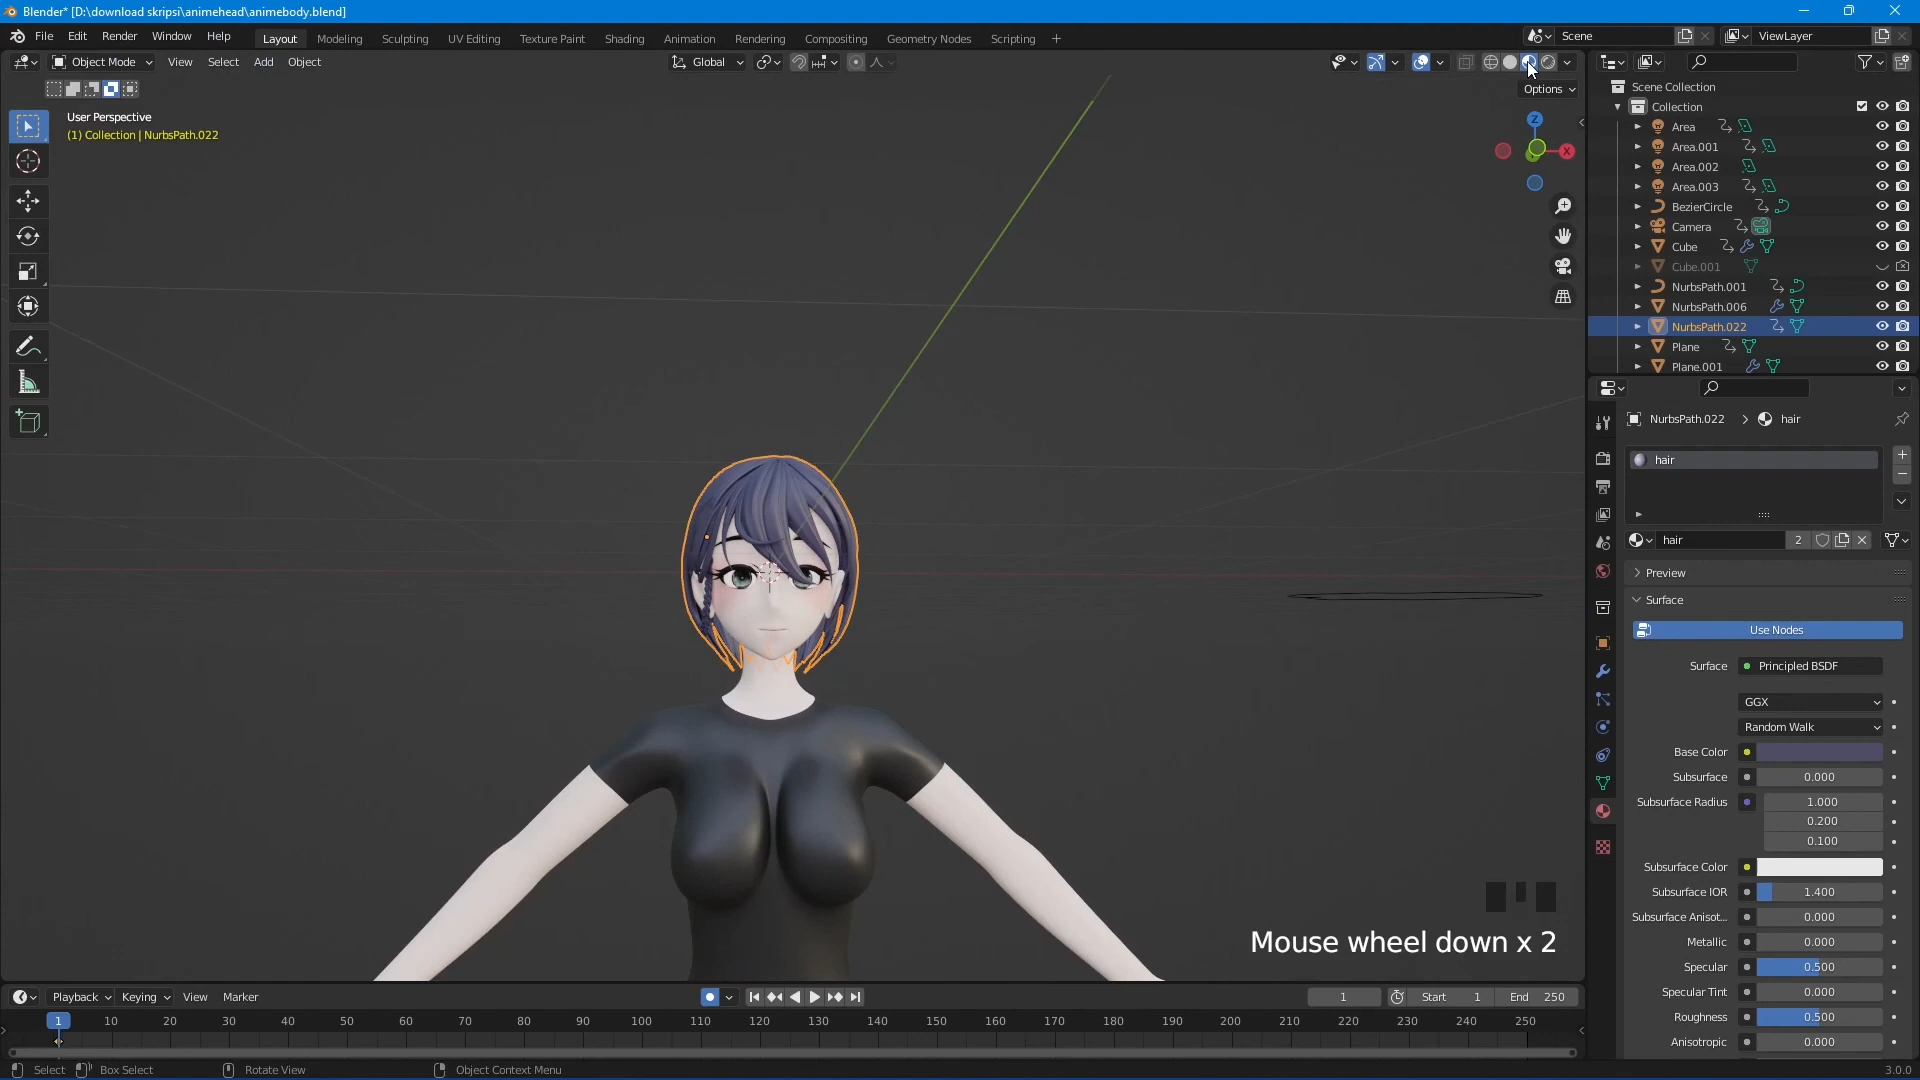 Blender* [D:\download skripsi\animehead\animebody.blend]
File Edit Render Window Help Layout Modeling Sculpting UV Editing Texture Paint Shading Animation Rendering Compositing Geometry Nodes Scripting + Scene ViewLayer
Object Mode View Select Add Object Global
Options
User Perspective
(1) Collection | NurbsPath.022
Z
X
Scene Collection
Collection
Area
Area.001
Area.002
Area.003
BezierCircle
Camera
Cube
Cube.001
NurbsPath.001
NurbsPath.006
NurbsPath.022
Plane
Plane.001
NurbsPath.022 > hair
hair
hair 2
Preview
Surface
Use Nodes
Surface Principled BSDF
GGX
Random Walk
Base Color
Subsurface 0.000
Subsurface Radius 1.000
0.200
0.100
Subsurface Color
Subsurface IOR 1.400
Subsurface Anisot... 0.000
Metallic 0.000
Specular 0.500
Specular Tint 0.000
Roughness 0.500
Anisotropic 0.000
Mouse wheel down x 2
Playback Keying View Marker 1 Start 1 End 250
1 10 20 30 40 50 60 70 80 90 100 110 120 130 140 150 160 170 180 190 200 210 220 230 240 250
Select Box Select Rotate View Object Context Menu 3.0.0